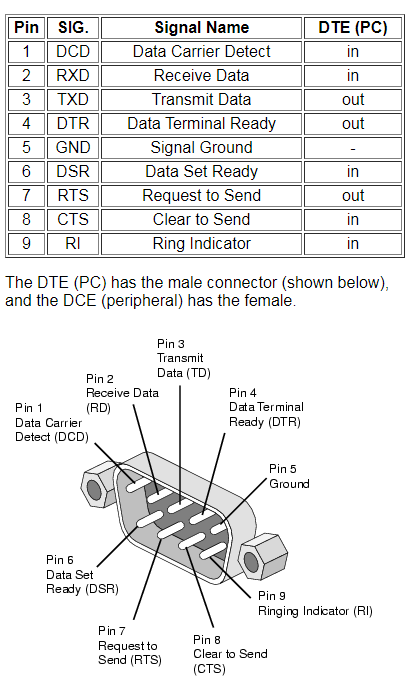 Pin SIG. Signal Name DTE (PC)
1 DCD Data Carrier Detect in
2 RXD Receive Data in
3 TXD Transmit Data out
4 DTR Data Terminal Ready out
5 GND Signal Ground -
6 DSR Data Set Ready in
7 RTS Request to Send out
8 CTS Clear to Send in
9 RI Ring Indicator in
The DTE (PC) has the male connector (shown below),
and the DCE (peripheral) has the female.
Pin 3
Transmit
Data (TD)
Pin 2
Receive Data
(RD)
Pin 4
Data Terminal
Ready (DTR)
Pin 1
Data Carrier
Detect (DCD)
Pin 5
Ground
Pin 6
Data Set
Ready (DSR)
Pin 9
Ringing Indicator (RI)
Pin 7
Request to
Send (RTS)
Pin 8
Clear to Send
(CTS)